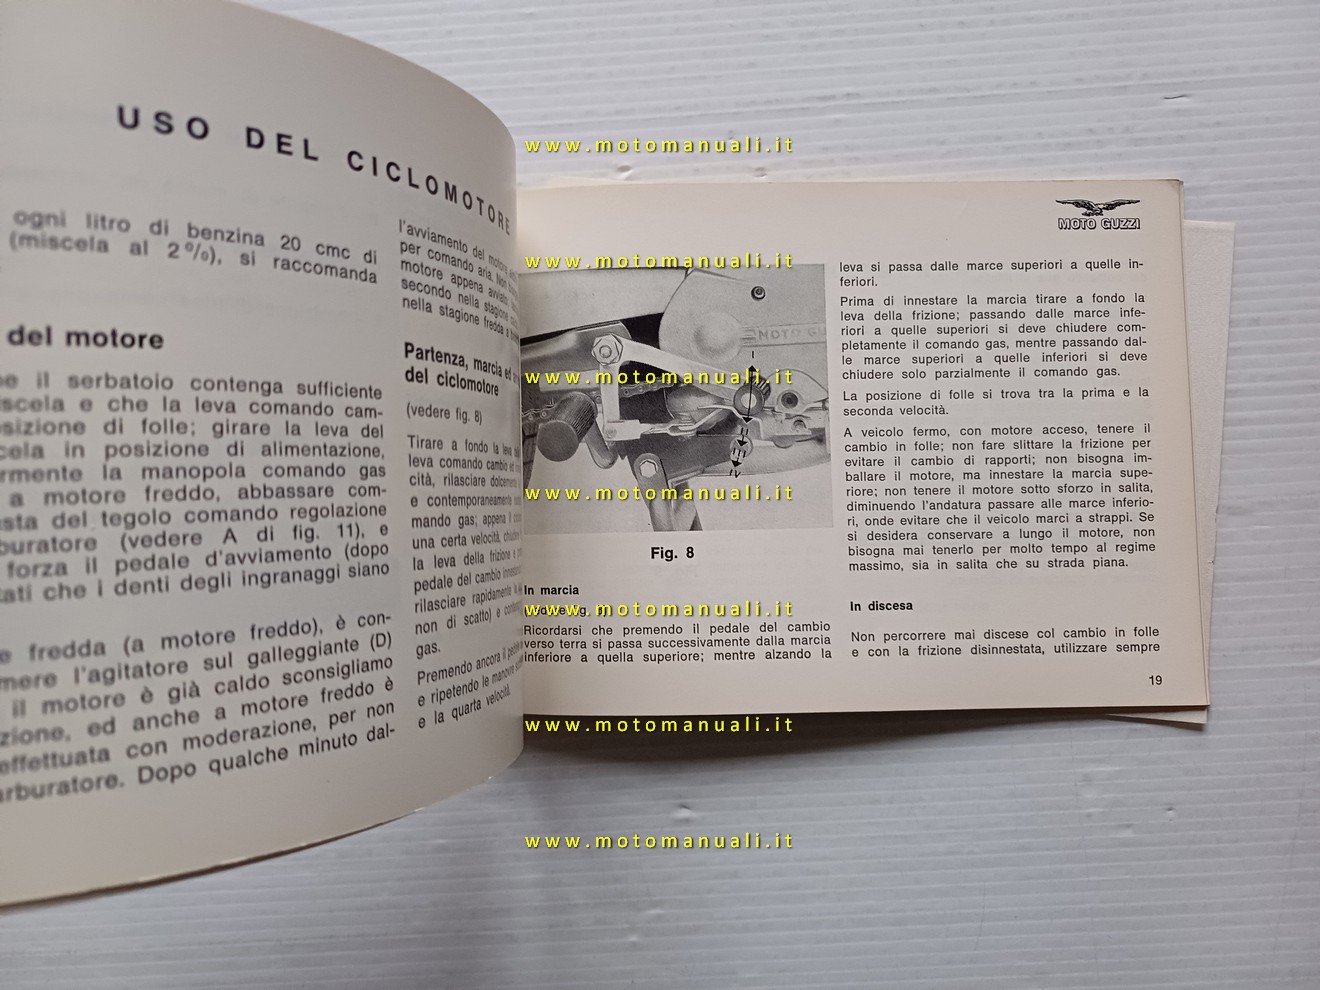 USO DEL CICLOMOTORE
ogni litro di benzina 20 cmc di
(miscela al 2%), si raccomanda
del motore
il serbatoio contenga sufficiente
e che la leva comando cam-
di folle; girare la leva del
in posizione di alimentazione,
la manopola comando gas
a motore freddo, abbassare com-
del tegolo comando regolazione
(vedere A di fig. 11), e
forza il pedale d'avviamento (dopo
che i denti degli ingranaggi siano
fredda (a motore freddo), è con-
l'agitatore sul galleggiante (D)
il motore è già caldo sconsigliamo
ed anche a motore freddo è
effettuata con moderazione, per non
Dopo qualche minuto dal-
l'avviamento del motore
per comando aria. Non
motore appena avviato
secondo nella stagione
nella stagione fredda a
Partenza, marcia ed
del ciclomotore
(vedere fig. 8)
Tirare a fondo la leva
leva comando cambio ed
cità, rilasciare dolcemente
e contemporaneamente
mando gas; appena il
una certa velocità,
la leva della frizione e
pedale del cambio
rilasciare rapidamente
non di scatto) e
gas.
Premendo ancora il
e ripetendo le manovre
e la quarta velocità.
MOTO GUZZI
MOTO GU
Fig. 8
In marcia
Ricordarsi che premendo il pedale del cambio
verso terra si passa successivamente dalla marcia
inferiore a quella superiore; mentre alzando la
leva si passa dalle marce superiori a quelle in-
feriori.
Prima di innestare la marcia tirare a fondo la
leva della frizione; passando dalle marce infe-
riori a quelle superiori si deve chiudere com-
pletamente il comando gas, mentre passando dal-
le marce superiori a quelle inferiori si deve
chiudere solo parzialmente il comando gas.
La posizione di folle si trova tra la prima e la
seconda velocità.
A veicolo fermo, con motore acceso, tenere il
cambio in folle; non fare slittare la frizione per
evitare il cambio di rapporti; non bisogna im-
ballare il motore, ma innestare la marcia supe-
riore; non tenere il motore sotto sforzo in salita,
diminuendo l'andatura passare alle marce inferio-
ri, onde evitare che il veicolo marci a strappi. Se
si desidera conservare a lungo il motore, non
bisogna mai tenerlo per molto tempo al regime
massimo, sia in salita che su strada piana.
In discesa
Non percorrere mai discese col cambio in folle
e con la frizione disinnestata, utilizzare sempre
19
www.motomanuali.it
www.motomanuali.it
www.motomanuali.it
www.motomanuali.it
www.motomanuali.it
www.motomanuali.it
www.motomanuali.it